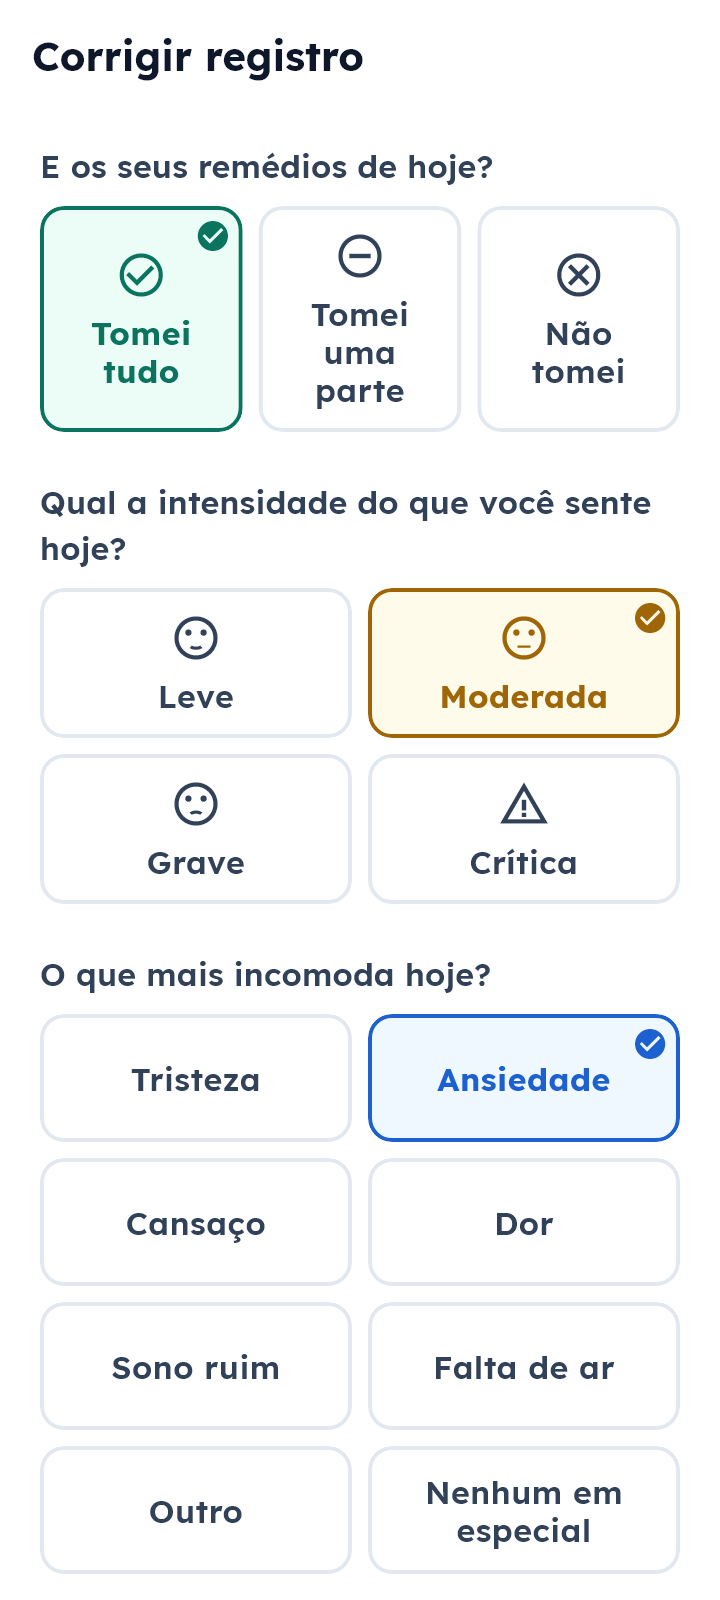 Corrigir registro
E os seus remédios de hoje?
Tomei
tudo
Tomei
uma
parte
Não
tomei
Qual a intensidade do que você sente
hoje?
Leve
Moderada
Grave
Crítica
O que mais incomoda hoje?
Tristeza
Ansiedade
Cansaço
Dor
Sono ruim
Falta de ar
Outro
Nenhum em
especial